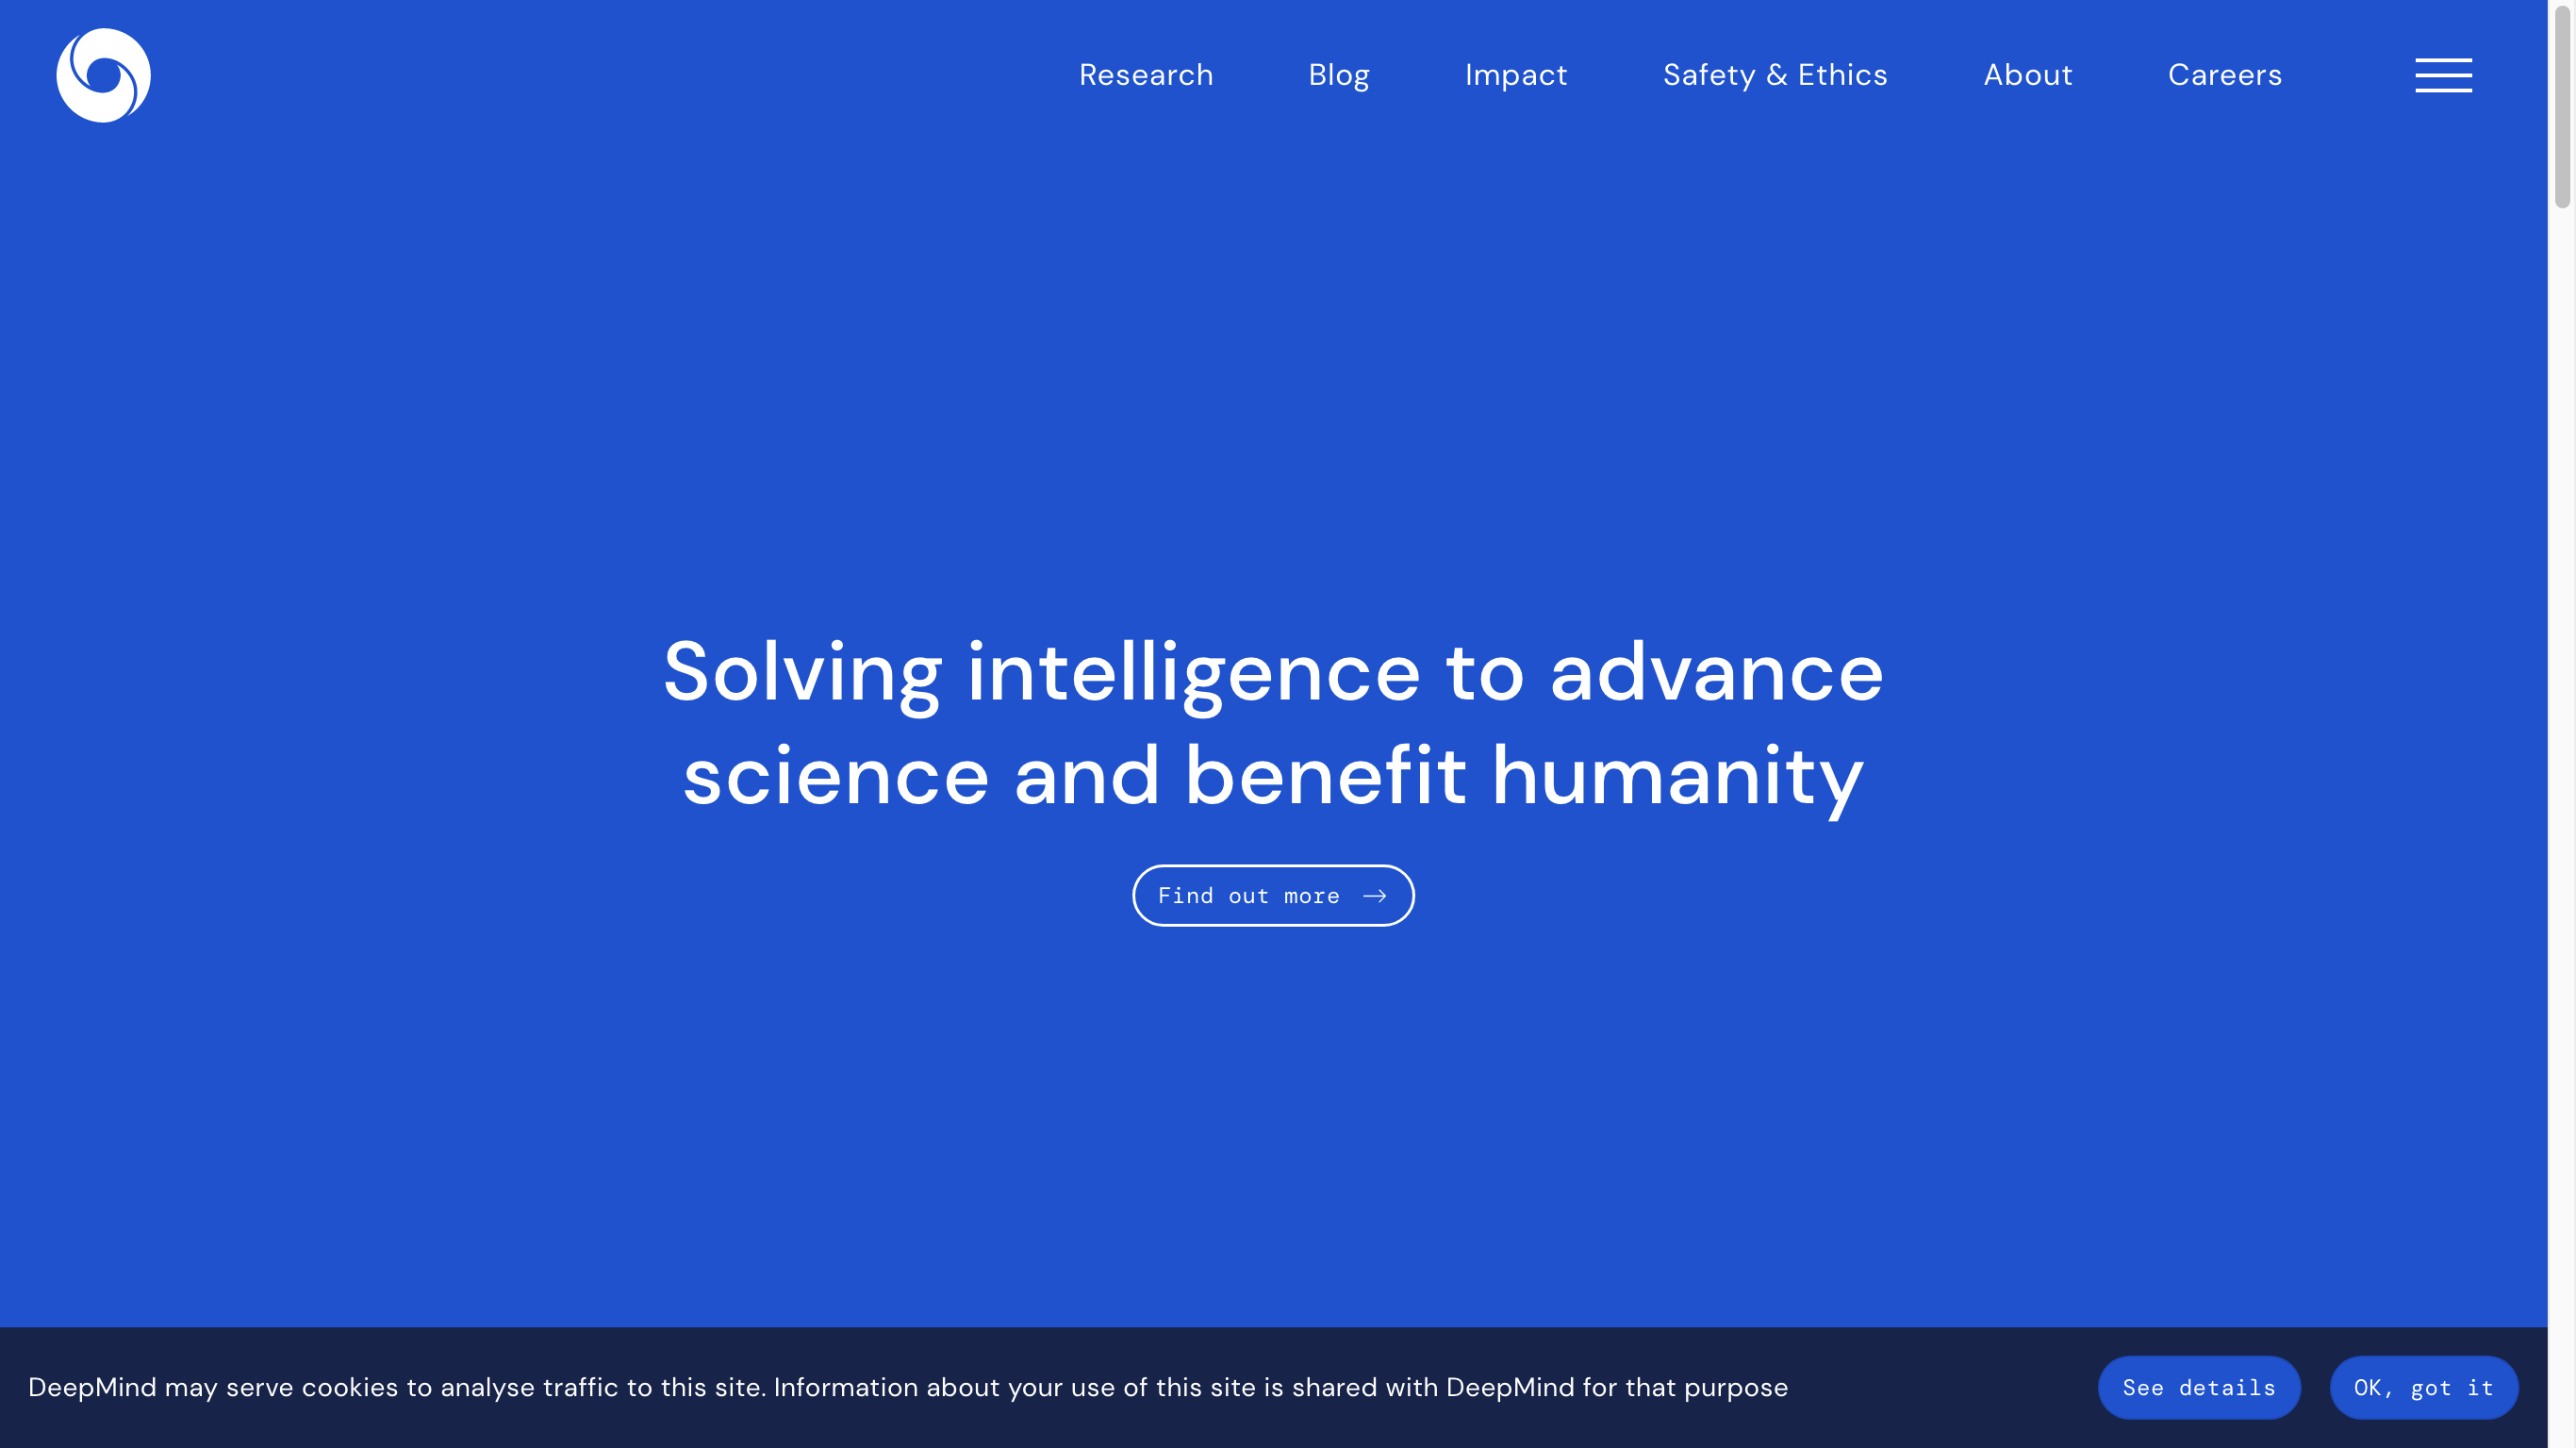 Research Blog Impact Safety & Ethics About Careers
Solving intelligence to advance
science and benefit humanity
Find out more
DeepMind may serve cookies to analyse traffic to this site. Information about your use of this site is shared with DeepMind for that purpose
See details OK, got it